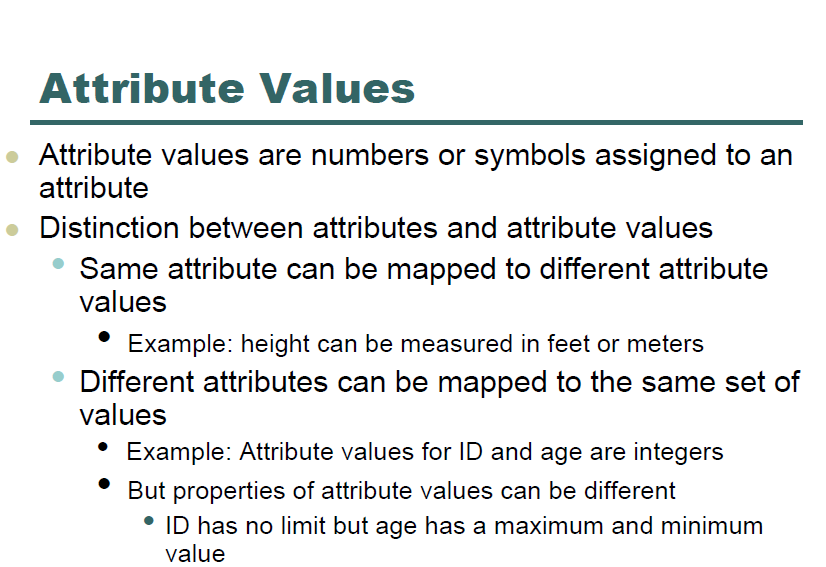 Attribute Values
Attribute values are numbers or symbols assigned to an
attribute
Distinction between attributes and attribute values
Same attribute can be mapped to different attribute
values
Example: height can be measured in feet or meters
Different attributes can be mapped to the same set of
values
Example: Attribute values for ID and age are integers
But properties of attribute values can be different
ID has no limit but age has a maximum and minimum
value